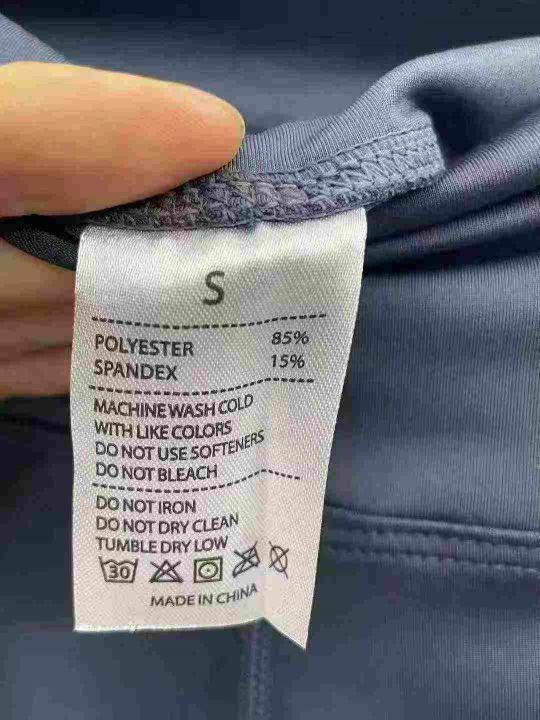 S
POLYESTER 85%
SPANDEX 15%
MACHINE WASH COLD
WITH LIKE COLORS
DO NOT USE SOFTENERS
DO NOT BLEACH
DO NOT IRON
DO NOT DRY CLEAN
TUMBLE DRY LOW
30
MADE IN CHINA